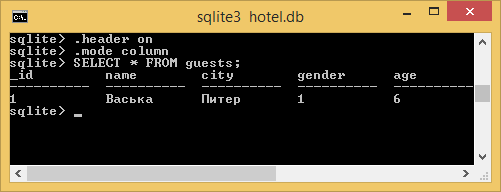 sqlite3 hotel.db
sqlite> .header on
sqlite> .mode column
sqlite> SELECT * FROM guests;
_id         name        city        gender      age
----------  ----------  ----------  ----------  ----------
1           Васька      Питер       1           6
sqlite> _